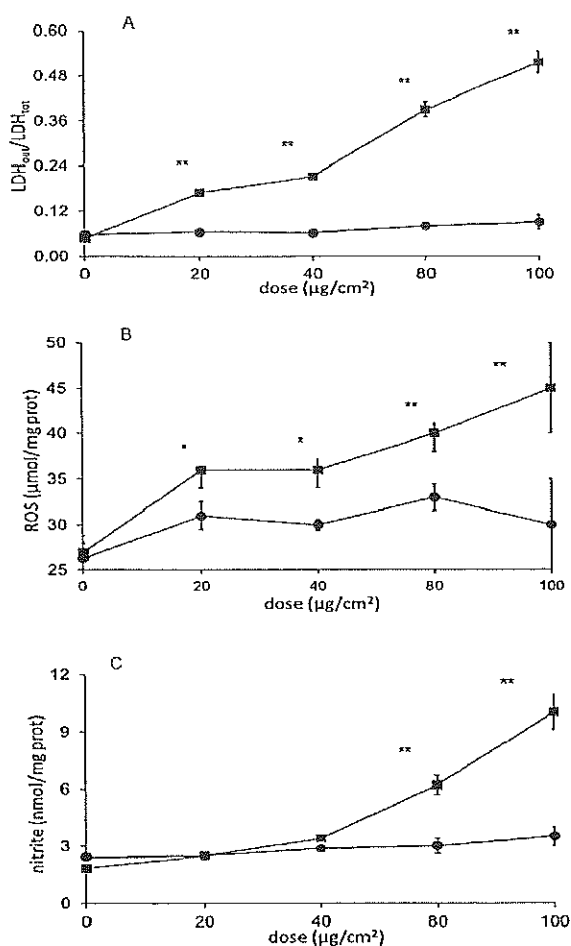 A
0.60
0.48
0.36
0.24
0.12
0.00
LDHout/LDHtot
** ** ** **
0 20 40 80 100
dose (µg/cm²)
B
50
45
40
35
30
25
ROS (µmol/mg prot)
* * ** **
0 20 40 80 100
dose (µg/cm²)
C
12
9
6
3
0
nitrite (nmol/mg prot)
** **
0 20 40 80 100
dose (µg/cm²)